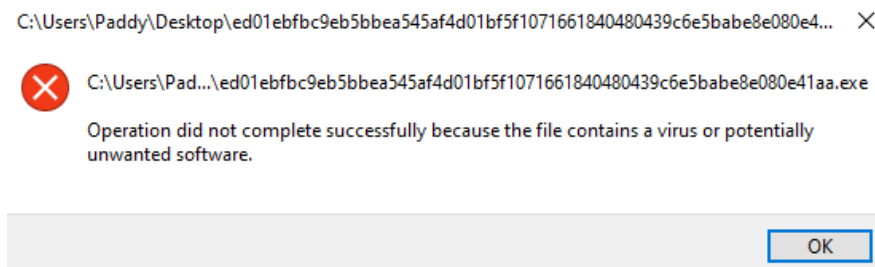 C:\Users\Paddy\Desktop\ed01ebfbc9eb5bbea545af4d01bf5f1071661840480439c6e5babe8e080e4...
C:\Users\Pad...\ed01ebfbc9eb5bbea545af4d01bf5f1071661840480439c6e5babe8e080e41aa.exe
Operation did not complete successfully because the file contains a virus or potentially
unwanted software.
OK